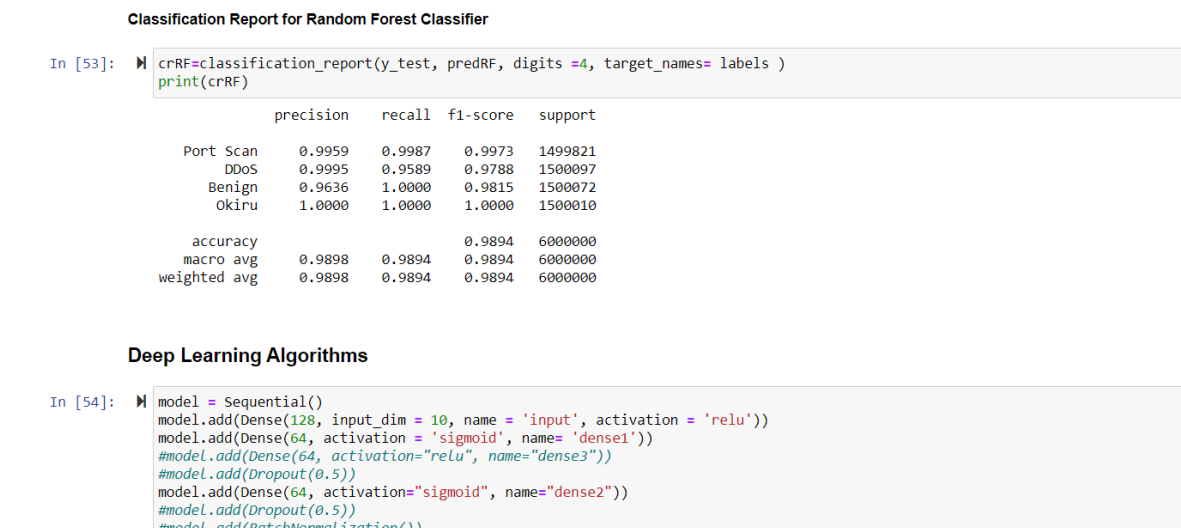 Classification Report for Random Forest Classifier
In [53]: crRF=classification_report(y_test, predRF, digits =4, target_names= labels )
print(crRF)
precision recall f1-score support
Port Scan 0.9959 0.9987 0.9973 1499821
DDoS 0.9995 0.9589 0.9788 1500097
Benign 0.9636 1.0000 0.9815 1500072
Okiru 1.0000 1.0000 1.0000 1500010
accuracy 0.9894 6000000
macro avg 0.9898 0.9894 0.9894 6000000
weighted avg 0.9898 0.9894 0.9894 6000000
Deep Learning Algorithms
In [54]: model = Sequential()
model.add(Dense(128, input_dim = 10, name = 'input', activation = 'relu'))
model.add(Dense(64, activation = 'sigmoid', name= 'dense1'))
#model.add(Dense(64, activation="relu", name="dense3"))
#model.add(Dropout(0.5))
model.add(Dense(64, activation="sigmoid", name="dense2"))
#model.add(Dropout(0.5))
#model.add(BatchNormalization())